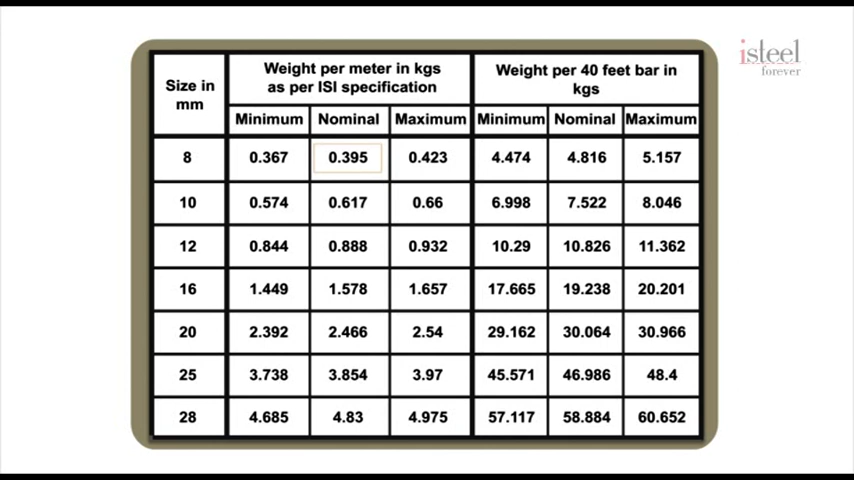 isteel
forever
Size in mm | Weight per meter in kgs as per ISI specification | Weight per 40 feet bar in kgs
Minimum | Nominal | Maximum | Minimum | Nominal | Maximum
8 | 0.367 | 0.395 | 0.423 | 4.474 | 4.816 | 5.157
10 | 0.574 | 0.617 | 0.66 | 6.998 | 7.522 | 8.046
12 | 0.844 | 0.888 | 0.932 | 10.29 | 10.826 | 11.362
16 | 1.449 | 1.578 | 1.657 | 17.665 | 19.238 | 20.201
20 | 2.392 | 2.466 | 2.54 | 29.162 | 30.064 | 30.966
25 | 3.738 | 3.854 | 3.97 | 45.571 | 46.986 | 48.4
28 | 4.685 | 4.83 | 4.975 | 57.117 | 58.884 | 60.652